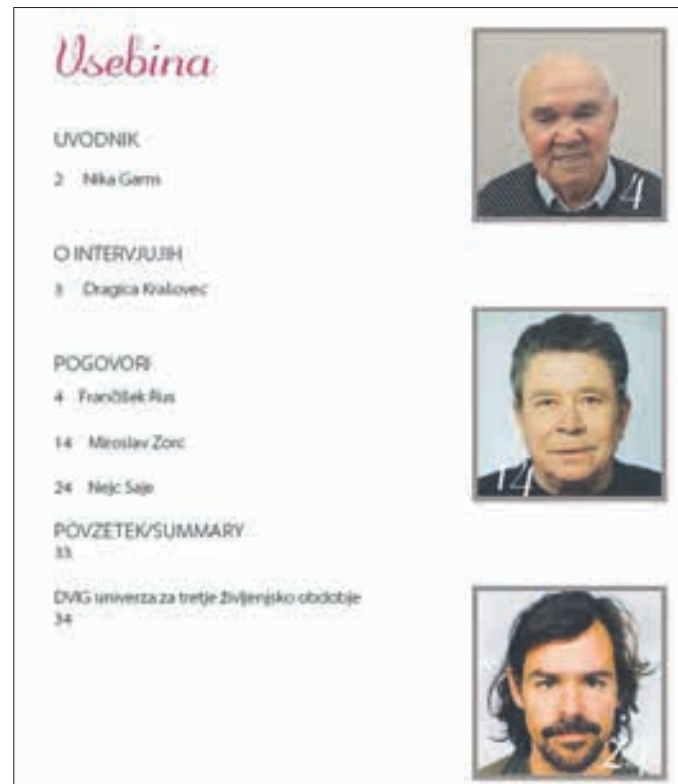 Vsebina
UVODNIK
2 Nika Gams
O INTERVJUJIH
3 Dragica Krašovec
POGOVORI
4 Frančišek Rus
14 Miroslav Zorc
24 Nejc Saje
POVZETEK/SUMMARY
33
DVIG univerza za tretje življenjsko obdobje
34
4
14
24